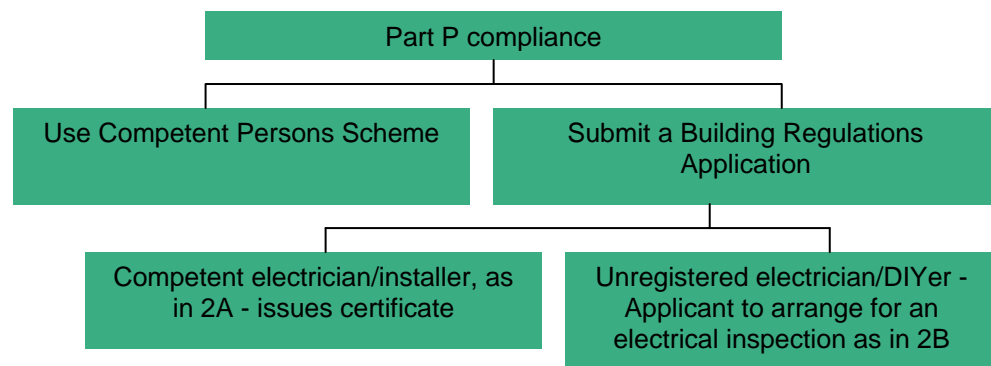 Part P compliance
Use Competent Persons Scheme
Submit a Building Regulations
Application
Competent electrician/installer, as
in 2A - issues certificate
Unregistered electrician/DIYer -
Applicant to arrange for an
electrical inspection as in 2B